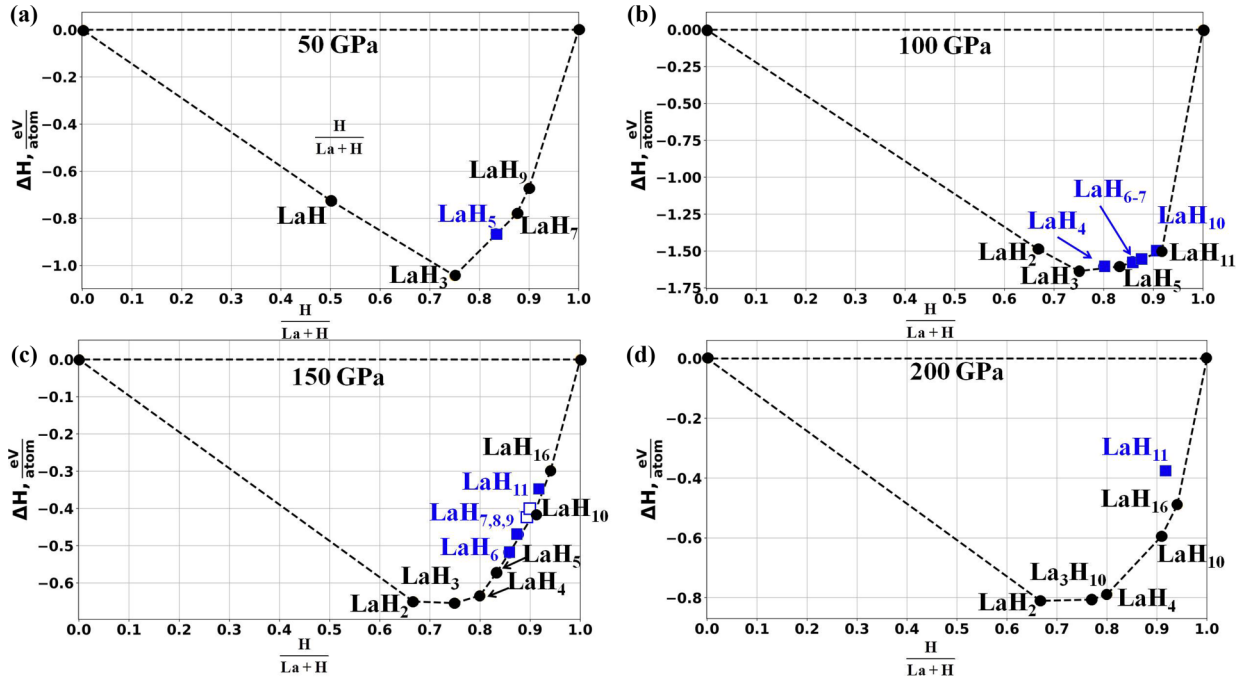 (a)
50 GPa
0.0
−0.2
−0.4
−0.6
−0.8
−1.0
ΔH, eV/atom
H/La + H
LaH
LaH₃
LaH₅
LaH₇
LaH₉
0.0 0.1 0.2 0.3 0.4 0.5 0.6 0.7 0.8 0.9 1.0
H/La + H
(b)
100 GPa
0.00
−0.25
−0.50
−0.75
−1.00
−1.25
−1.50
−1.75
ΔH, eV/atom
LaH₆₋₇
LaH₄
LaH₁₀
LaH₂
LaH₃
LaH₅
LaH₁₁
0.0 0.1 0.2 0.3 0.4 0.5 0.6 0.7 0.8 0.9 1.0
H/La + H
(c)
150 GPa
0.0
−0.1
−0.2
−0.3
−0.4
−0.5
−0.6
ΔH, eV/atom
LaH₁₆
LaH₁₁
LaH₇,₈,₉
LaH₁₀
LaH₆
LaH₅
LaH₃
LaH₄
LaH₂
0.0 0.1 0.2 0.3 0.4 0.5 0.6 0.7 0.8 0.9 1.0
H/La + H
(d)
200 GPa
0.0
−0.2
−0.4
−0.6
−0.8
ΔH, eV/atom
LaH₁₁
LaH₁₆
LaH₁₀
La₃H₁₀
LaH₂
LaH₄
0.0 0.1 0.2 0.3 0.4 0.5 0.6 0.7 0.8 0.9 1.0
H/La + H